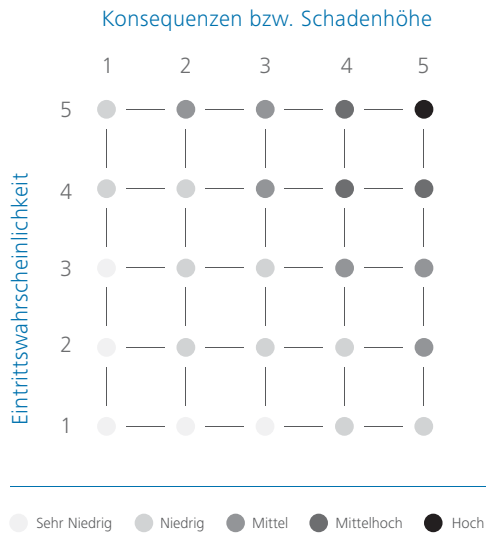 Konsequenzen bzw. Schadenhöhe
1 2 3 4 5
Eintrittswahrscheinlichkeit
5
4
3
2
1
Sehr Niedrig Niedrig Mittel Mittelhoch Hoch